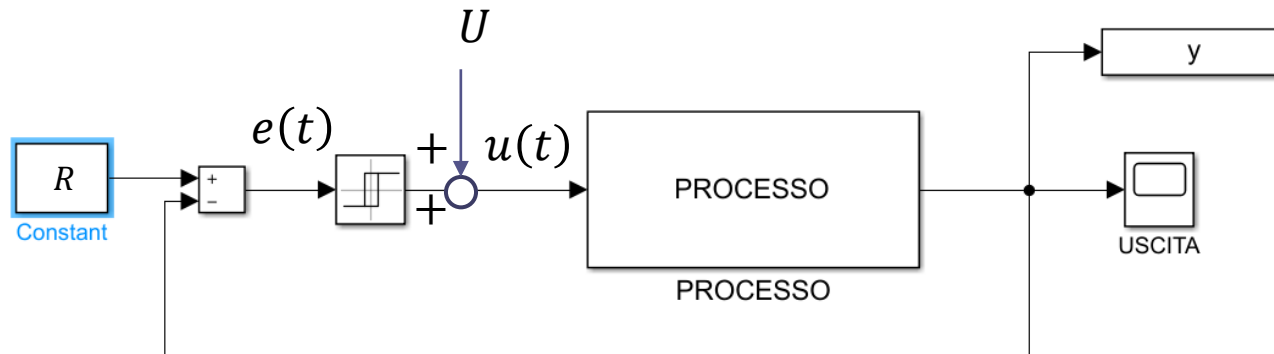 U
y
e(t)
+
u(t)
R
+
−
+
PROCESSO
Constant
USCITA
PROCESSO